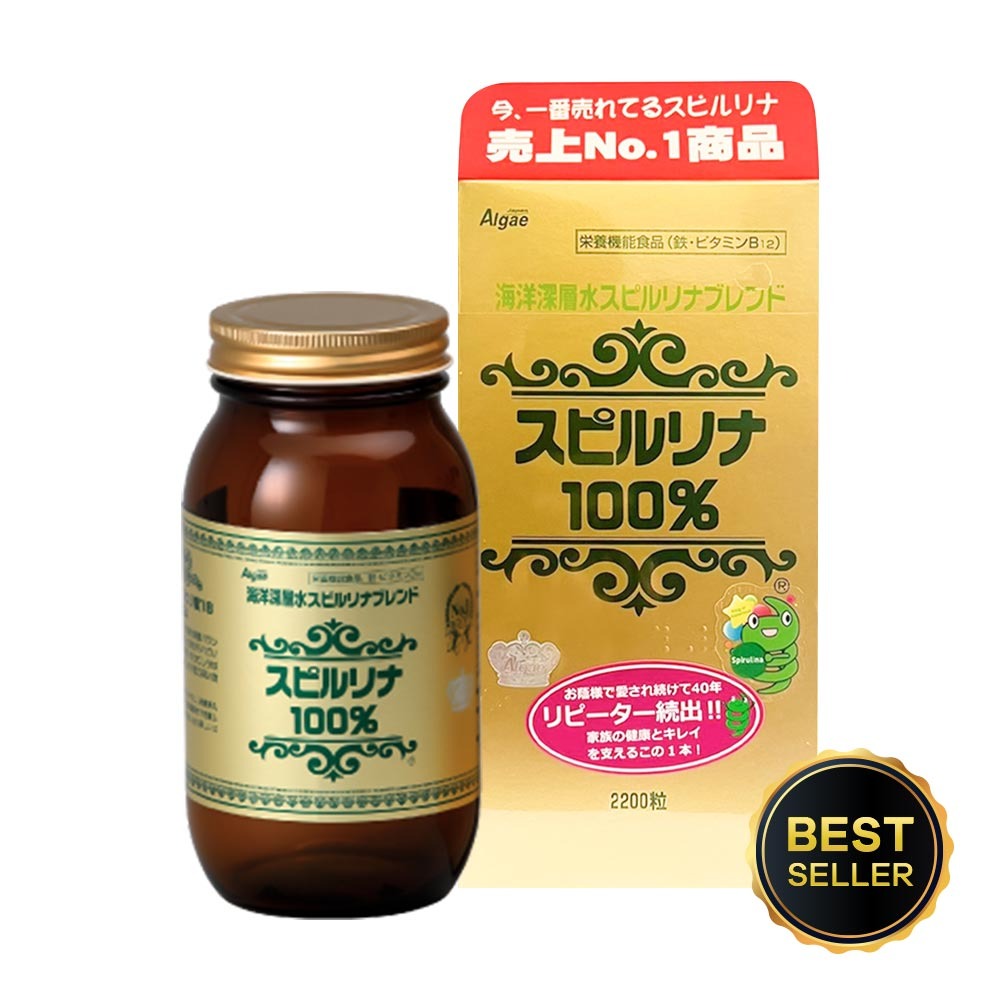 今、一番売れてるスピルリナ
売上No.1商品
Japan
Algae
栄養機能食品(鉄・ビタミンB12)
海洋深層水スピルリナブレンド
スピルリナ
100%
®
Spirulina
Algae
お蔭様で愛され続けて40年
リピーター続出!!
家族の健康とキレイ
を支えるこの1本!
2200粒
Algae
海洋深層水スピルリナブレンド
スピルリナ
100%
®
BEST
SELLER